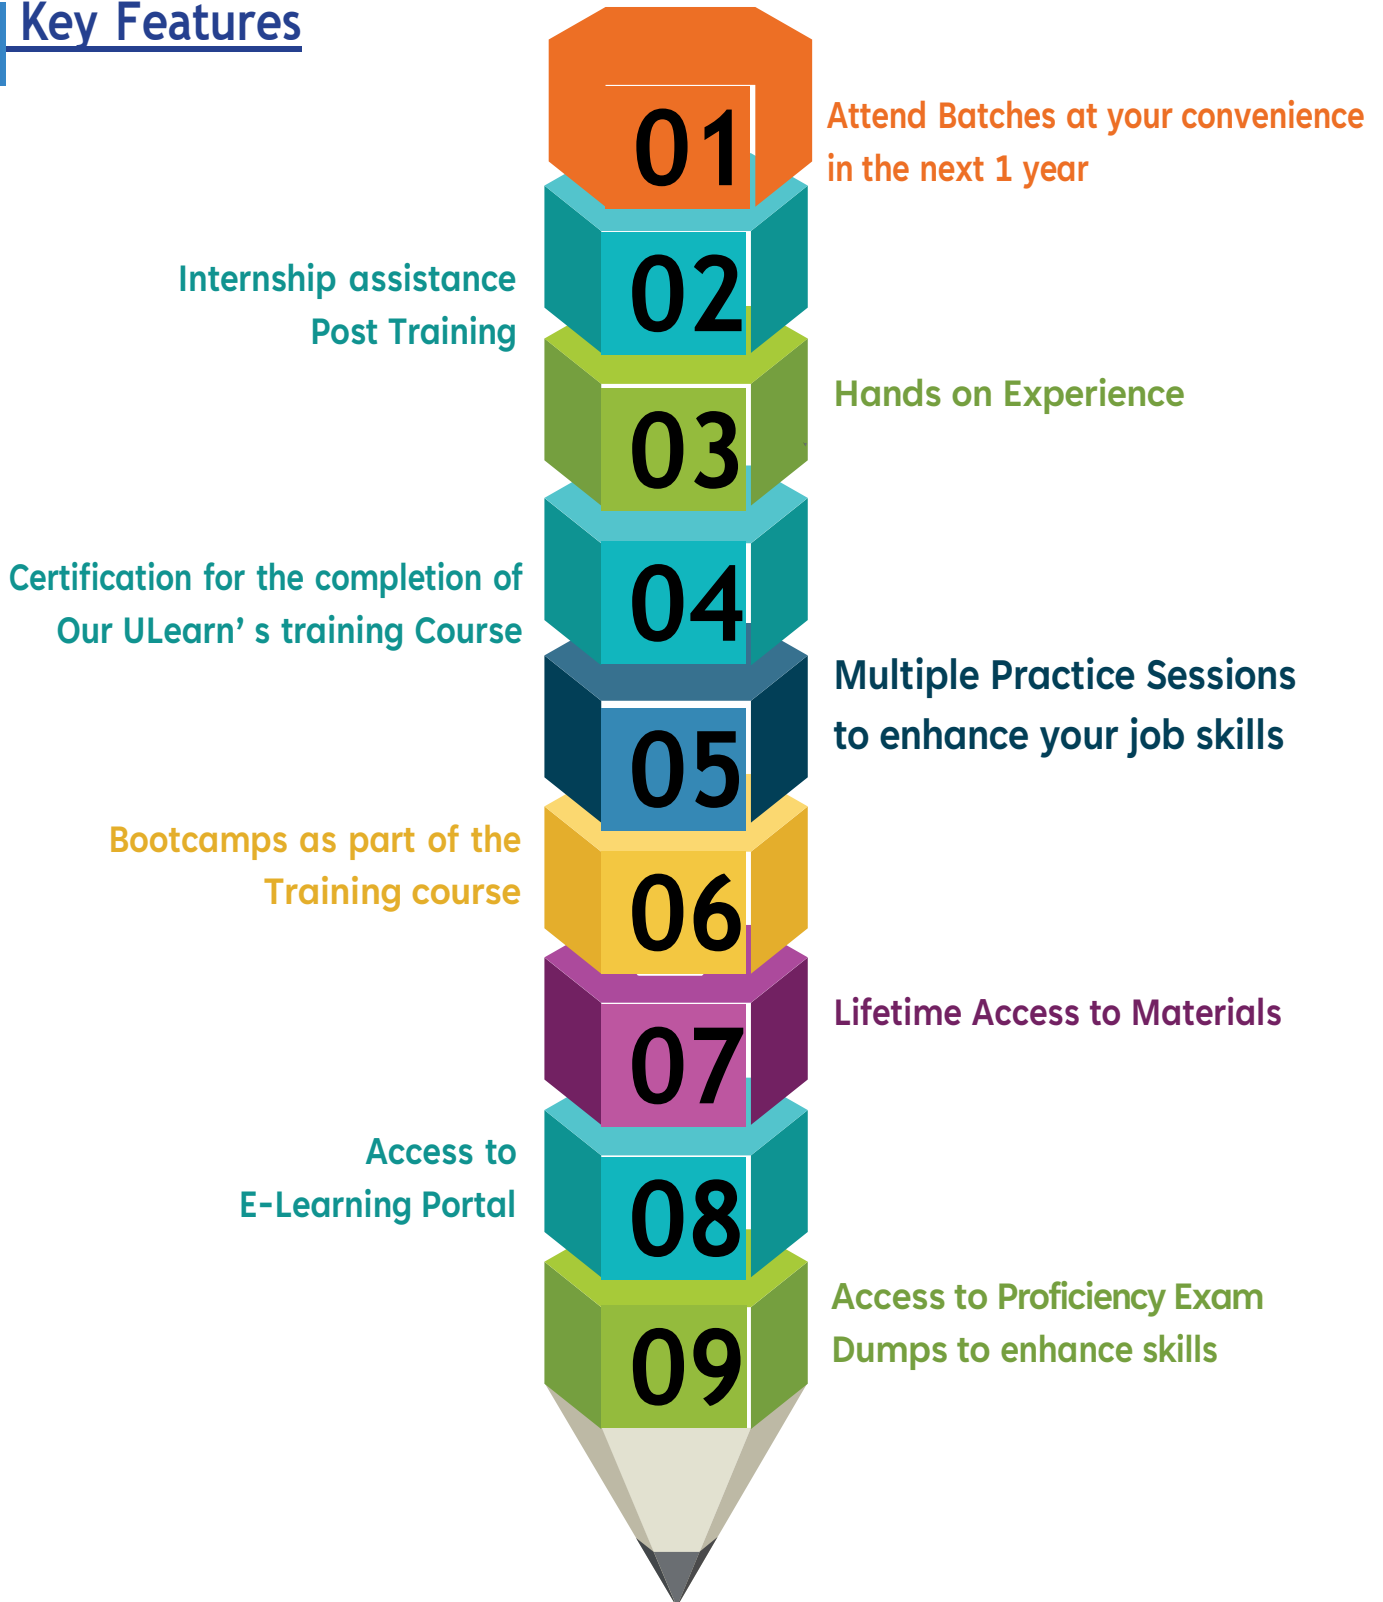 Key Features
01
Attend Batches at your convenience
in the next 1 year
02
Internship assistance
Post Training
03
Hands on Experience
04
Certification for the completion of
Our ULearn’ s training Course
05
Multiple Practice Sessions
to enhance your job skills
06
Bootcamps as part of the
Training course
07
Lifetime Access to Materials
08
Access to
E-Learning Portal
09
Access to Proficiency Exam
Dumps to enhance skills